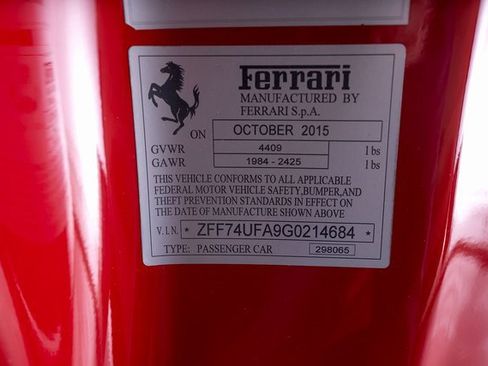 Ferrari
MANUFACTURED BY
FERRARI S.p.A.
ON OCTOBER 2015
GVWR 4409 lbs
GAWR 1984 - 2425 lbs
THIS VEHICLE CONFORMS TO ALL APPLICABLE
FEDERAL MOTOR VEHICLE SAFETY,BUMPER,AND
THEFT PREVENTION STANDARDS IN EFFECT ON
THE DATE OF MANUFACTURE SHOWN ABOVE
V.I.N. * ZFF74UFA9G0214684 *
TYPE: PASSENGER CAR 298065